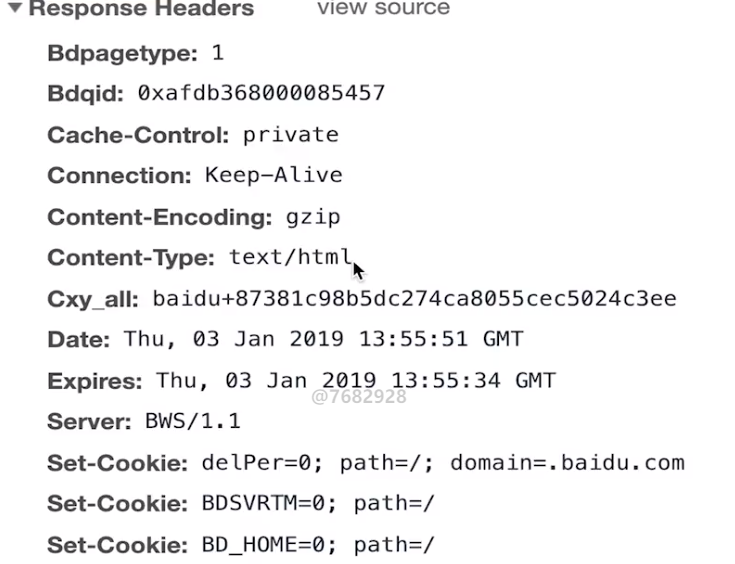 ▼ Response Headers view source
Bdpagetype: 1
Bdqid: 0xafdb368000085457
Cache-Control: private
Connection: Keep-Alive
Content-Encoding: gzip
Content-Type: text/html
Cxy_all: baidu+87381c98b5dc274ca8055cec5024c3ee
Date: Thu, 03 Jan 2019 13:55:51 GMT
Expires: Thu, 03 Jan 2019 13:55:34 GMT
@7682928
Server: BWS/1.1
Set-Cookie: delPer=0; path=/; domain=.baidu.com
Set-Cookie: BDSVRTM=0; path=/
Set-Cookie: BD_HOME=0; path=/